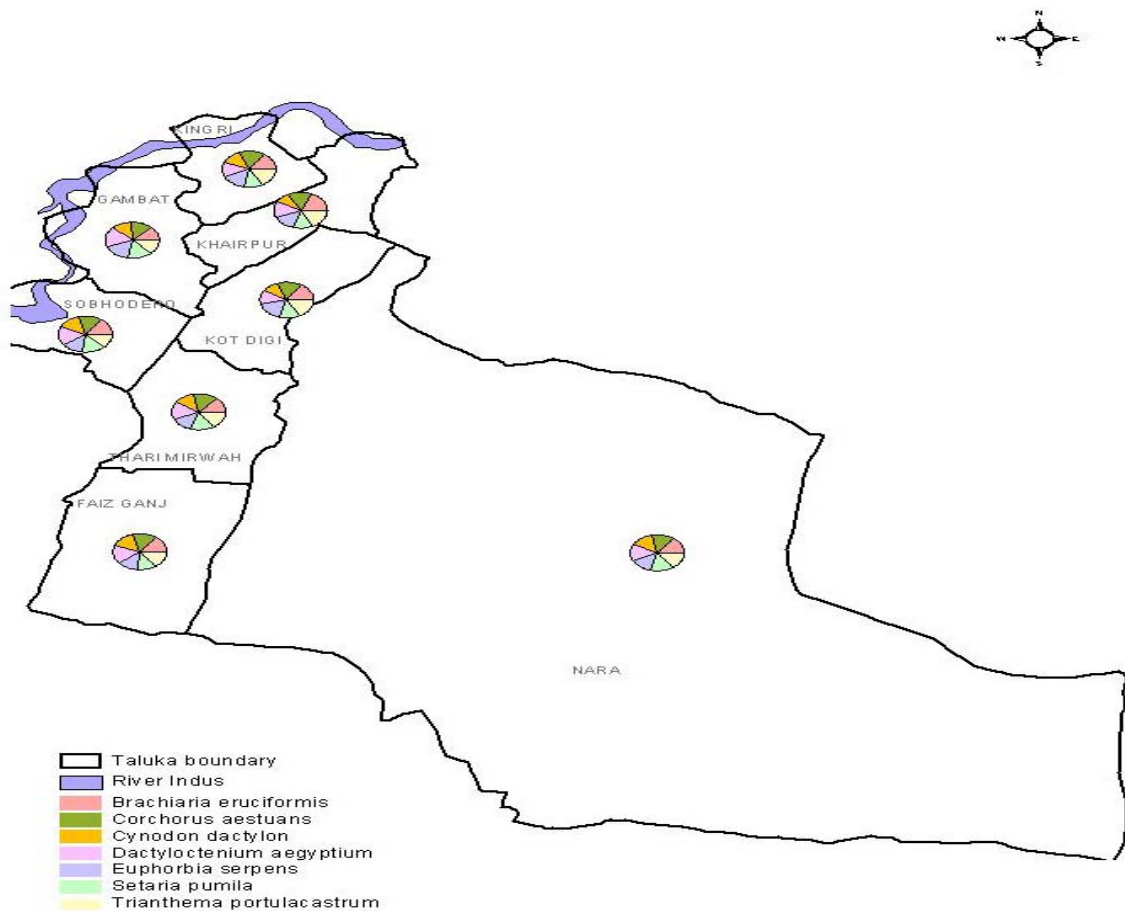 N
W E
S
KINGRI
GAMBAT
KHAIRPUR
SOBHODERO
KOT DIGI
THARI MIRWAH
FAIZ GANJ
NARA
Taluka boundary
River Indus
Brachiaria eruciformis
Corchorus aestuans
Cynodon dactylon
Dactyloctenium aegyptium
Euphorbia serpens
Setaria pumila
Trianthema portulacastrum